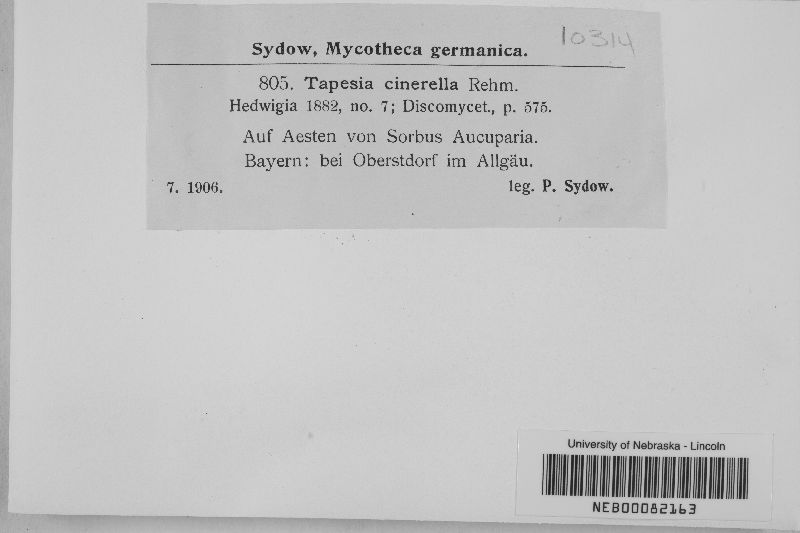 10314
Sydow, Mycotheca germanica.
805. Tapesia cinerella Rehm.
Hedwigia 1882, no. 7; Discomycet., p. 575.
Auf Aesten von Sorbus Aucuparia.
Bayern: bei Oberstdorf im Allgäu.
7. 1906. leg. P. Sydow.
University of Nebraska - Lincoln
NEB00082163